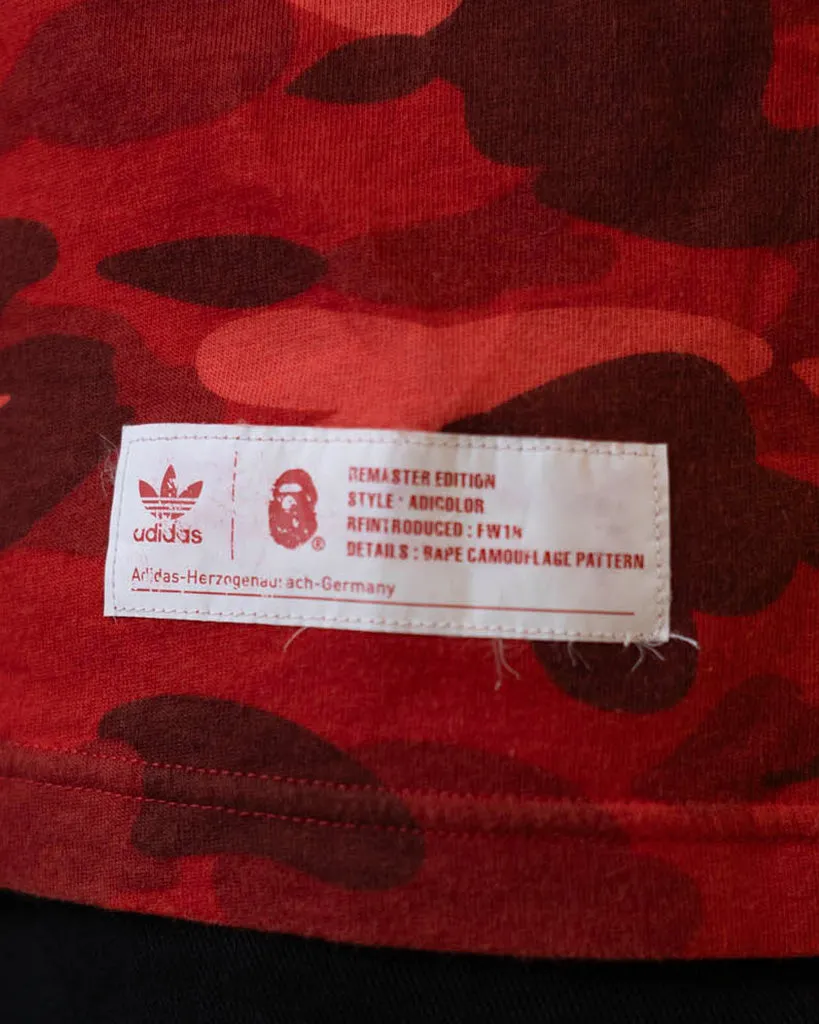 adidas
Adidas-Herzogenaurach-Germany
REMASTER EDITION
STYLE : ADICOLOR
REINTRODUCED : FW18
DETAILS : BAPE CAMOUFLAGE PATTERN
®